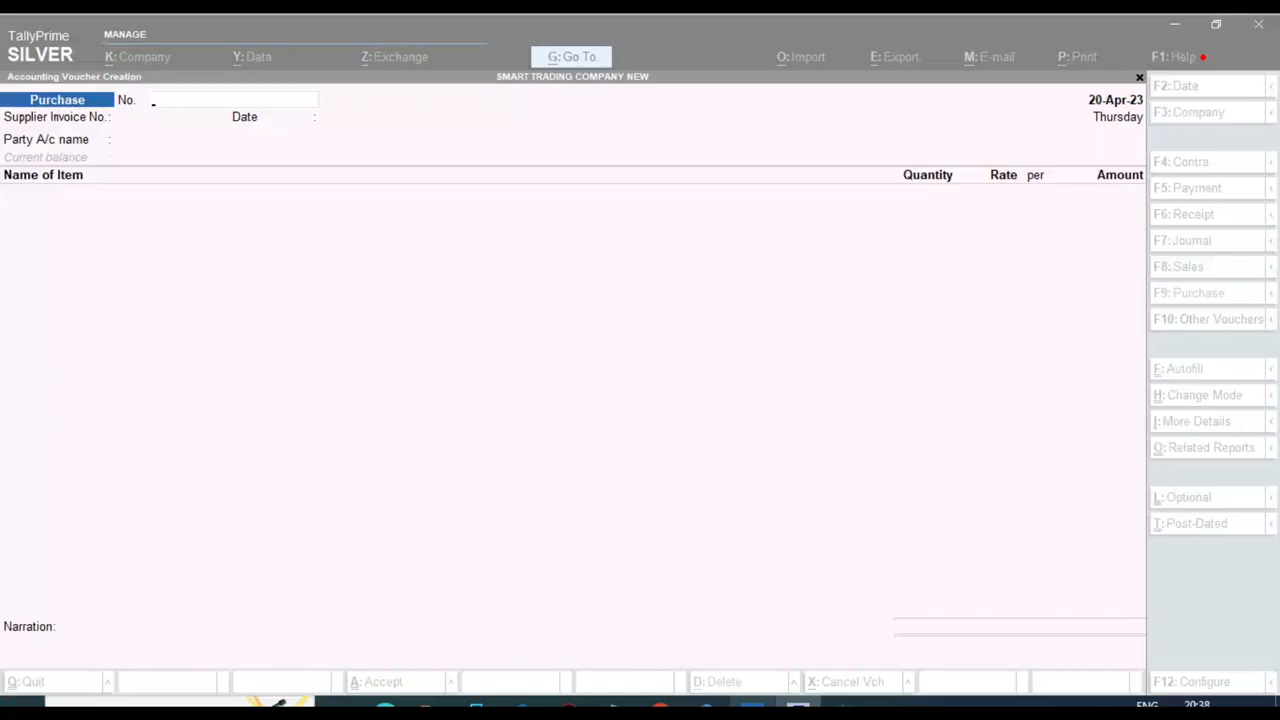 TallyPrime
SILVER
MANAGE
K: Company
Y: Data
Z: Exchange
G: Go To
O: Import
E: Export
M: E-mail
P: Print
F1: Help
Accounting Voucher Creation
SMART TRADING COMPANY NEW
Purchase No.
20-Apr-23
Supplier Invoice No.: Date :
Thursday
Party A/c name :
Current balance
Name of Item Quantity Rate per Amount
Narration:
F2: Date
F3: Company
F4: Contra
F5: Payment
F6: Receipt
F7: Journal
F8: Sales
F9: Purchase
F10: Other Vouchers
F: Autofill
H: Change Mode
I: More Details
O: Related Reports
L: Optional
T: Post-Dated
Q: Quit
A: Accept
D: Delete
X: Cancel Vch
F12: Configure
ENG 20:38